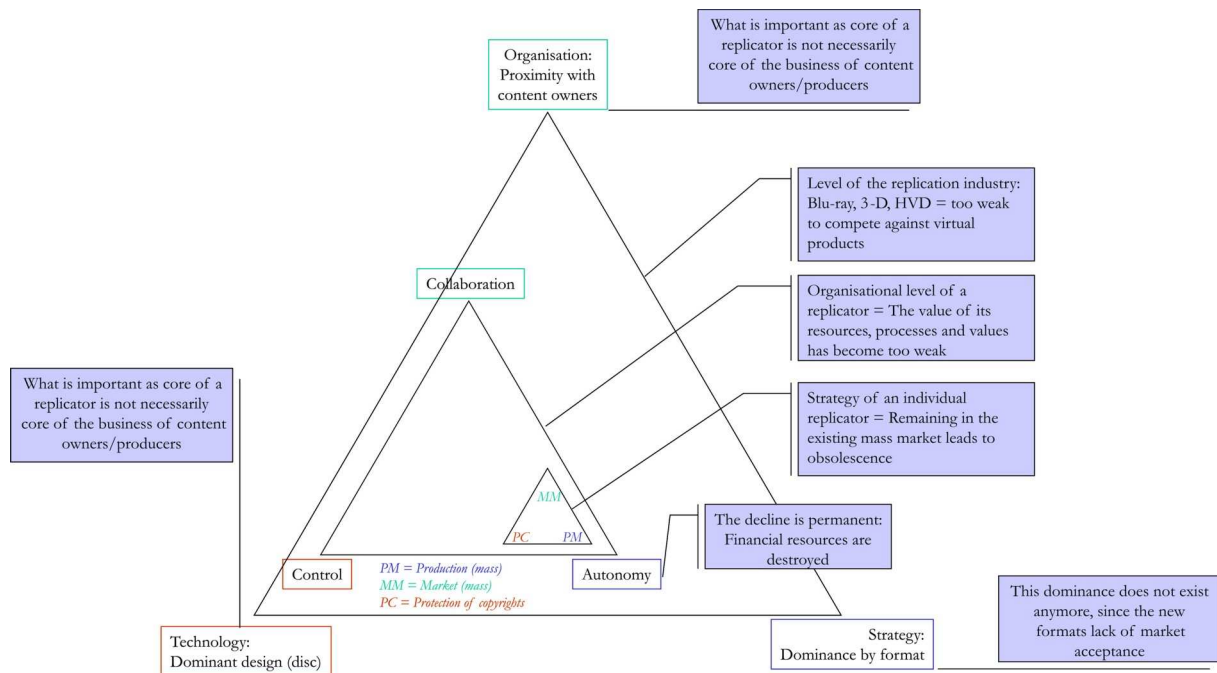 What is important as core of a
replicator is not necessarily
core of the business of content
owners/producers
Organisation:
Proximity with
content owners
Level of the replication industry:
Blu-ray, 3-D, HVD = too weak
to compete against virtual
products
Collaboration
Organisational level of a
replicator = The value of its
resources, processes and values
has become too weak
What is important as core of a
replicator is not necessarily
core of the business of content
owners/producers
Strategy of an individual
replicator = Remaining in the
existing mass market leads to
obsolescence
MM
PC PM
The decline is permanent:
Financial resources are
destroyed
Control
PM = Production (mass)
MM = Market (mass)
PC = Protection of copyrights
Autonomy
This dominance does not exist
anymore, since the new
formats lack of market
acceptance
Technology:
Dominant design (disc)
Strategy:
Dominance by format